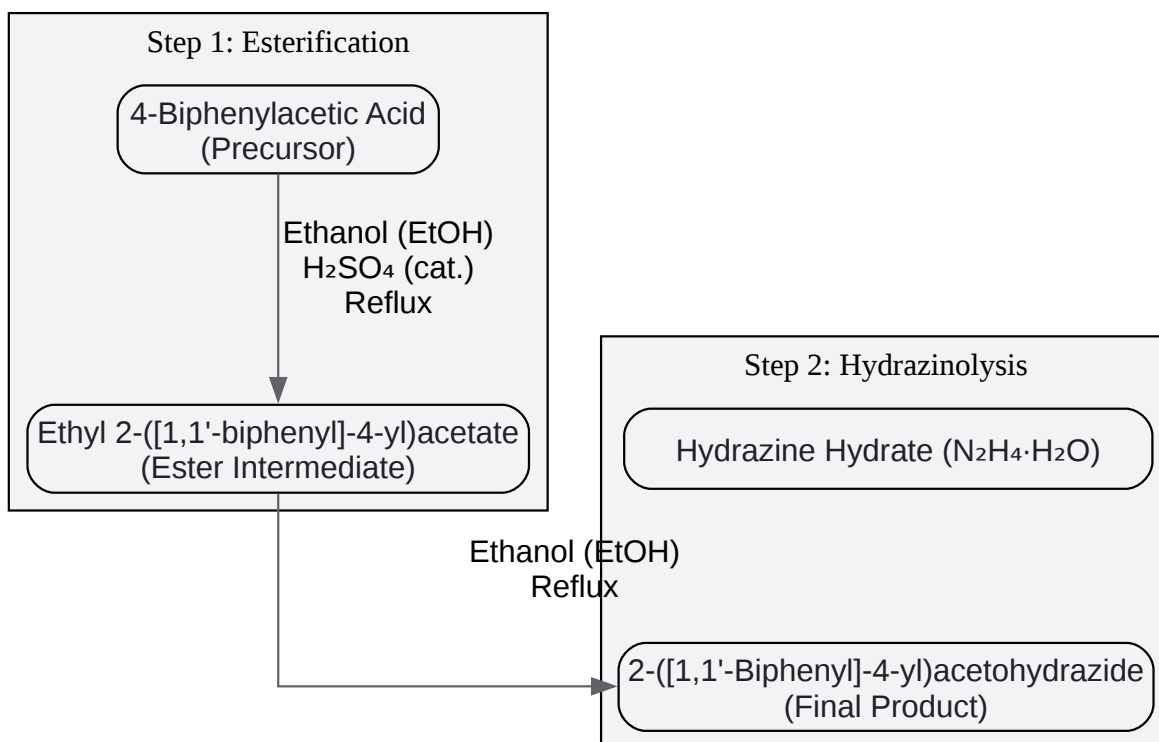 Step 1: Esterification
4-Biphenylacetic Acid
(Precursor)
Ethanol (EtOH)
H₂SO₄ (cat.)
Reflux
Ethyl 2-([1,1'-biphenyl]-4-yl)acetate
(Ester Intermediate)
Step 2: Hydrazinolysis
Hydrazine Hydrate (N₂H₄·H₂O)
Ethanol (EtOH)
Reflux
2-([1,1'-Biphenyl]-4-yl)acetohydrazide
(Final Product)